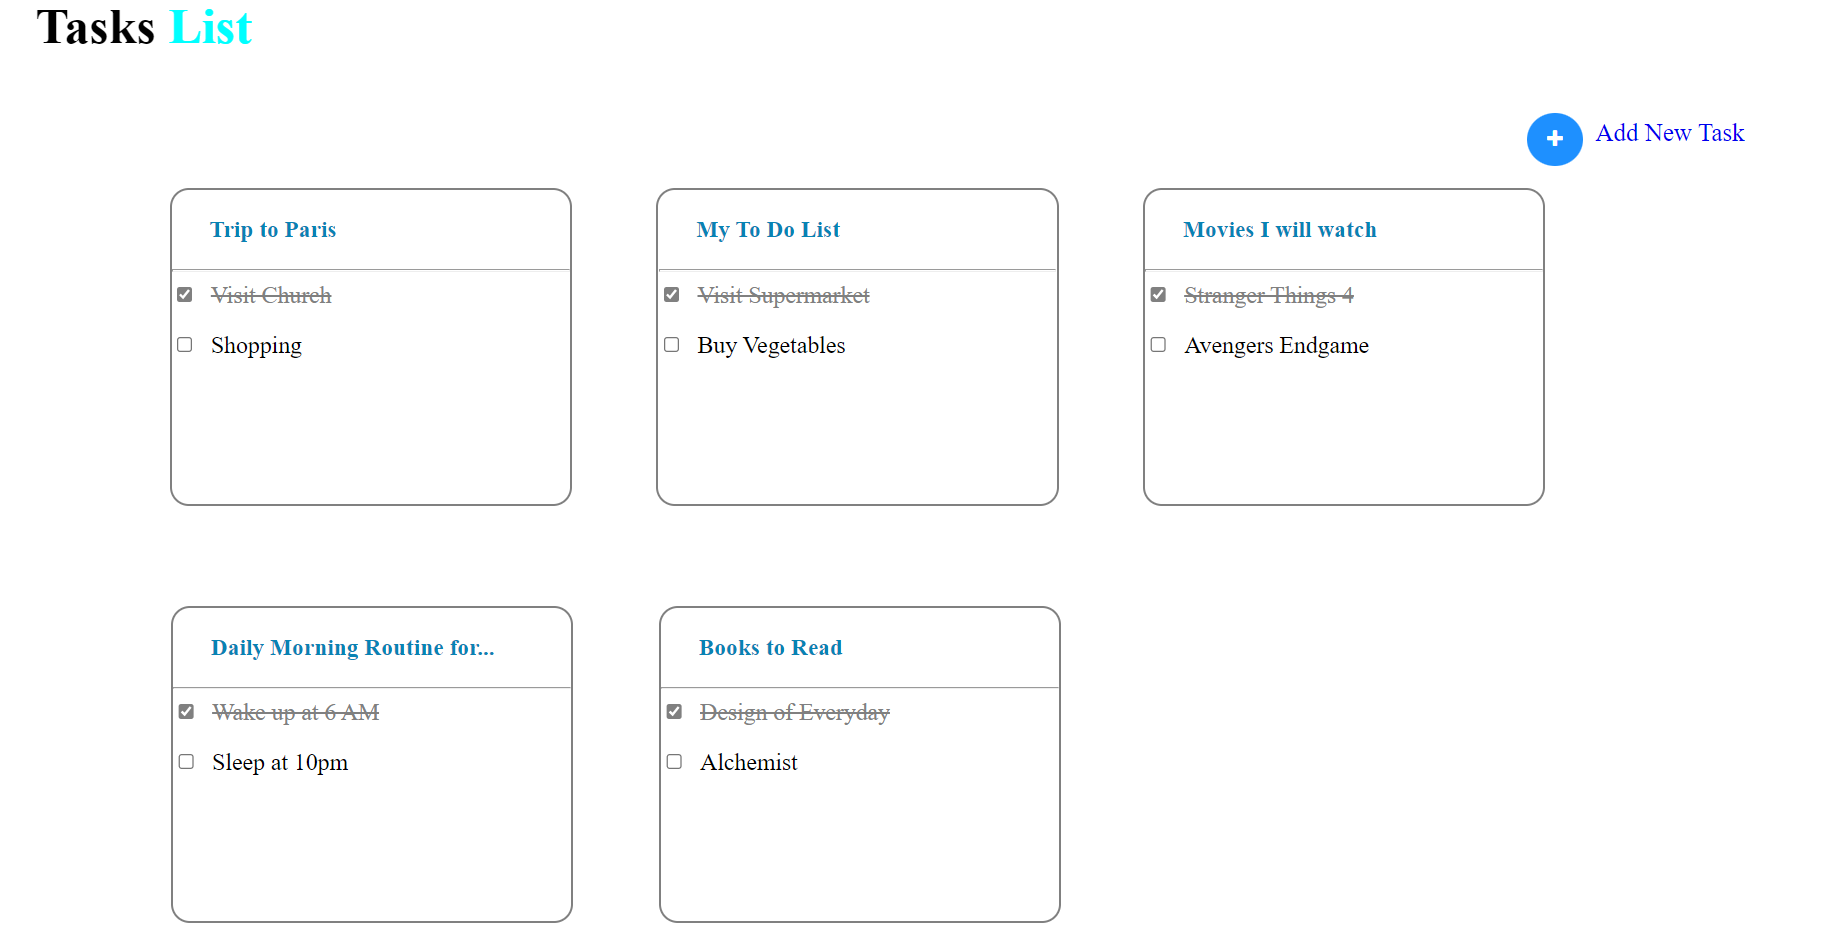 Tasks List
Add New Task
Trip to Paris
Visit Church
Shopping
My To Do List
Visit Supermarket
Buy Vegetables
Movies I will watch
Stranger Things 4
Avengers Endgame
Daily Morning Routine for...
Wake up at 6 AM
Sleep at 10pm
Books to Read
Design of Everyday
Alchemist